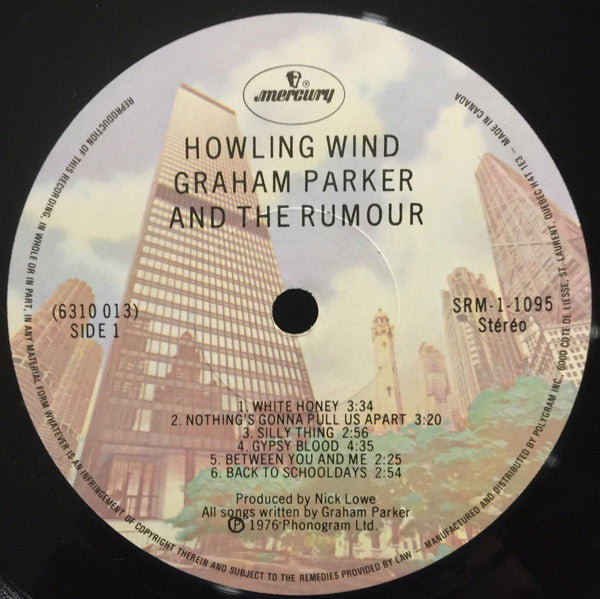 mercury
HOWLING WIND
GRAHAM PARKER
AND THE RUMOUR
(6310 013)
SIDE 1
SRM-1-1095
Stéréo
1. WHITE HONEY 3:34
2. NOTHING'S GONNA PULL US APART 3:20
3. SILLY THING 2:56
4. GYPSY BLOOD 4:35
5. BETWEEN YOU AND ME 2:25
6. BACK TO SCHOOLDAYS 2:54
Produced by Nick Lowe
All songs written by Graham Parker
Ⓟ 1976 Phonogram Ltd.
REPRODUCTION OF THIS RECORDING, IN WHOLE OR IN PART, IN ANY MATERIAL FORM WHATEVER IS AN INFRINGEMENT OF COPYRIGHT THEREIN AND SUBJECT TO THE REMEDIES PROVIDED BY LAW – MANUFACTURED AND DISTRIBUTED BY POLYGRAM INC., 6000 COTE DE LIESSE, ST. LAURENT, QUEBEC H4T 1E3 – MADE IN CANADA